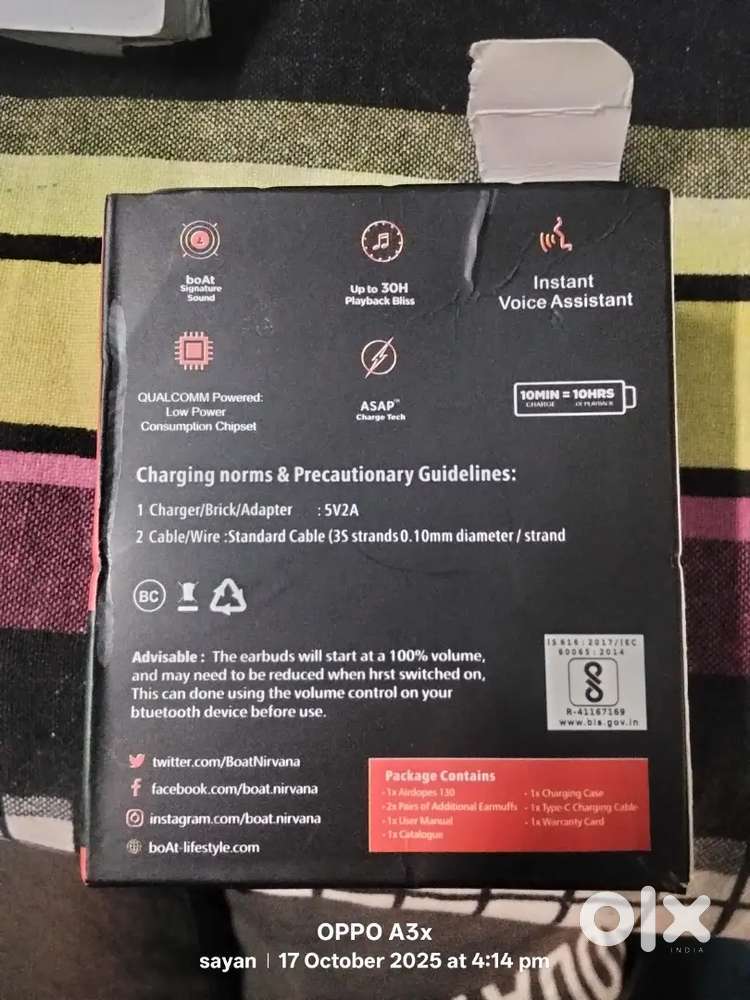 boAt
Signature
Sound
Up to 30H
Playback Bliss
Instant
Voice Assistant
QUALCOMM Powered:
Low Power
Consumption Chipset
ASAP™
Charge Tech
10MIN = 10HRS
CHARGE OF PLAYBACK
Charging norms & Precautionary Guidelines:
1 Charger/Brick/Adapter : 5V2A
2 Cable/Wire :Standard Cable (3S strands0.10mm diameter / strand
BC
Advisable : The earbuds will start at a 100% volume,
and may need to be reduced when hrst switched on,
This can done using the volume control on your
btuetooth device before use.
IS 616 : 2017/IEC
60065 : 2014
R-41167169
www.bis.gov.in
twitter.com/BoatNirvana
facebook.com/boat.nirvana
instagram.com/boat.nirvana
boAt-lifestyle.com
Package Contains
-1x Airdopes 130
-2x Pairs of Additional Earmuffs
-1x User Manual
-1x Catalogue
-1x Charging Case
-1x Type-C Charging Cable-
-1x Warranty Card
olx
INDIA
OPPO A3x
sayan | 17 October 2025 at 4:14 pm